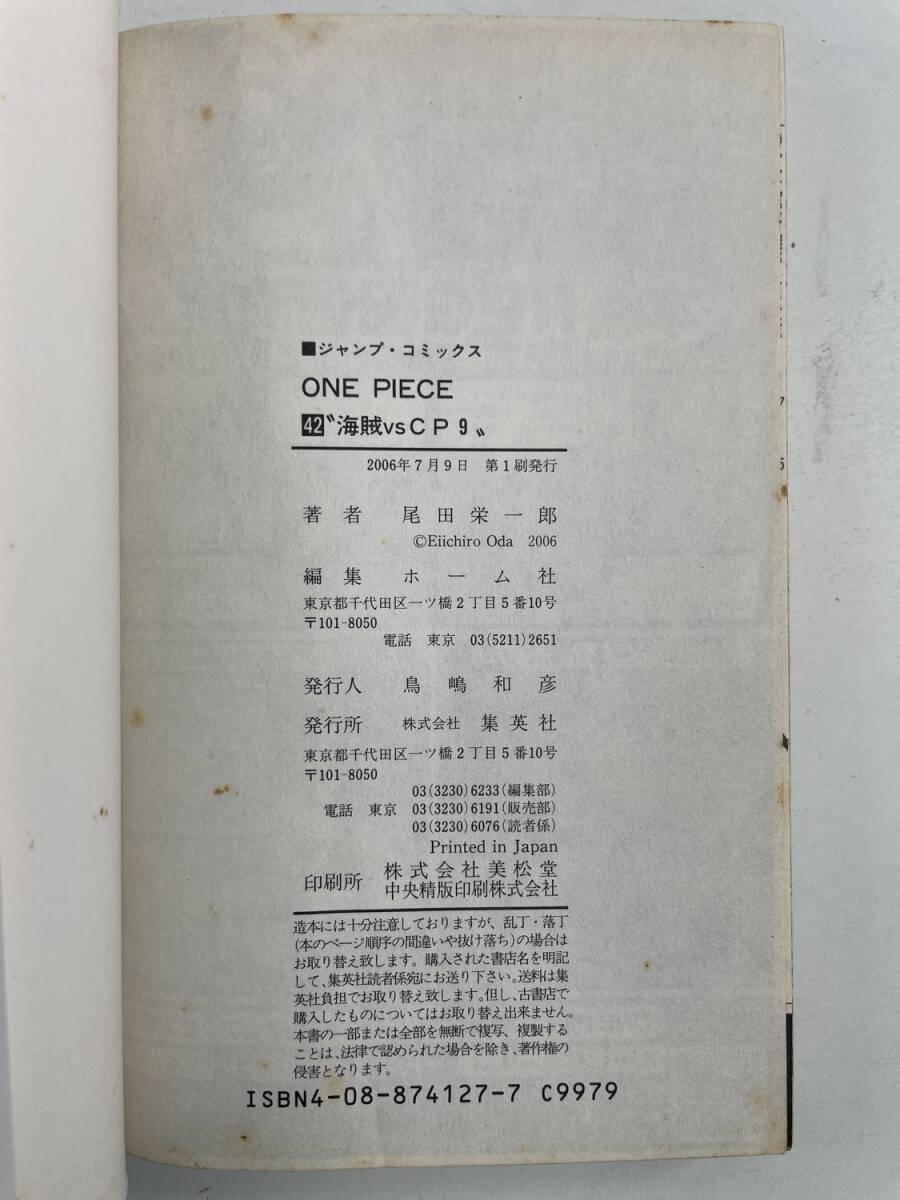 ■ジャンプ・コミックス
ONE PIECE
42〝海賊vsCP9〟
2006年7月9日 第1刷発行
著者 尾田栄一郎
©Eiichiro Oda 2006
編集 ホーム社
東京都千代田区一ツ橋2丁目5番10号
〒101-8050
電話 東京 03(5211)2651
発行人 鳥嶋和彦
発行所 株式会社 集英社
東京都千代田区一ツ橋2丁目5番10号
〒101-8050
03(3230)6233(編集部)
電話 東京 03(3230)6191(販売部)
03(3230)6076(読者係)
Printed in Japan
印刷所 株式会社美松堂
中央精版印刷株式会社
造本には十分注意しておりますが、乱丁・落丁
(本のページ順序の間違いや抜け落ち)の場合は
お取り替え致します。購入された書店名を明記
して、集英社読者係宛にお送り下さい。送料は集
英社負担でお取り替え致します。但し、古書店で
購入したものについてはお取り替え出来ません。
本書の一部または全部を無断で複写、複製する
ことは、法律で認められた場合を除き、著作権の
侵害となります。
ISBN4-08-874127-7 C9979